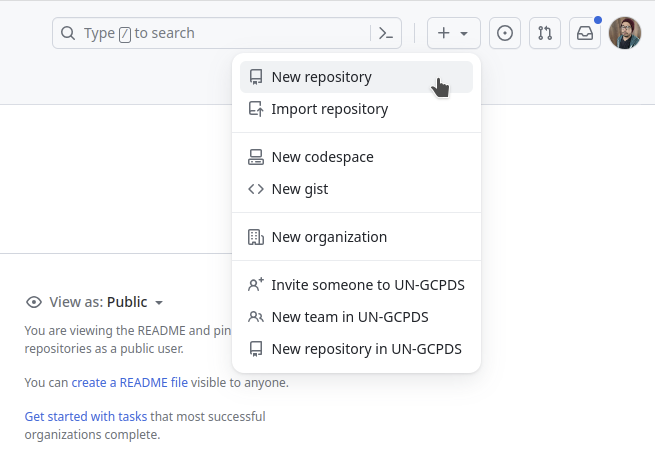 Type / to search
New repository
Import repository
New codespace
New gist
New organization
Invite someone to UN-GCPDS
New team in UN-GCPDS
New repository in UN-GCPDS
View as: Public
You are viewing the README and pin
repositories as a public user.
You can create a README file visible to anyone.
Get started with tasks that most successful
organizations complete.